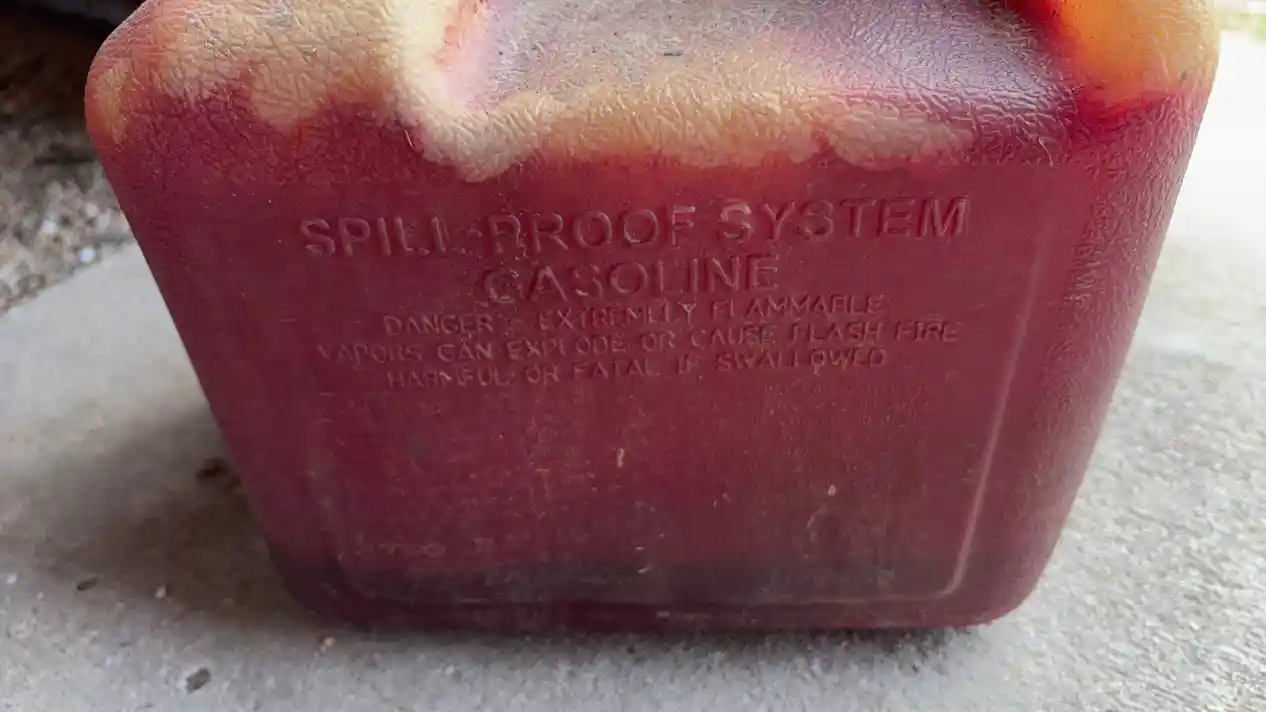 SPILL-PROOF SYSTEM
GASOLINE
DANGER - EXTREMELY FLAMMABLE
VAPORS CAN EXPLODE OR CAUSE FLASH FIRE
HARMFUL OR FATAL IF SWALLOWED